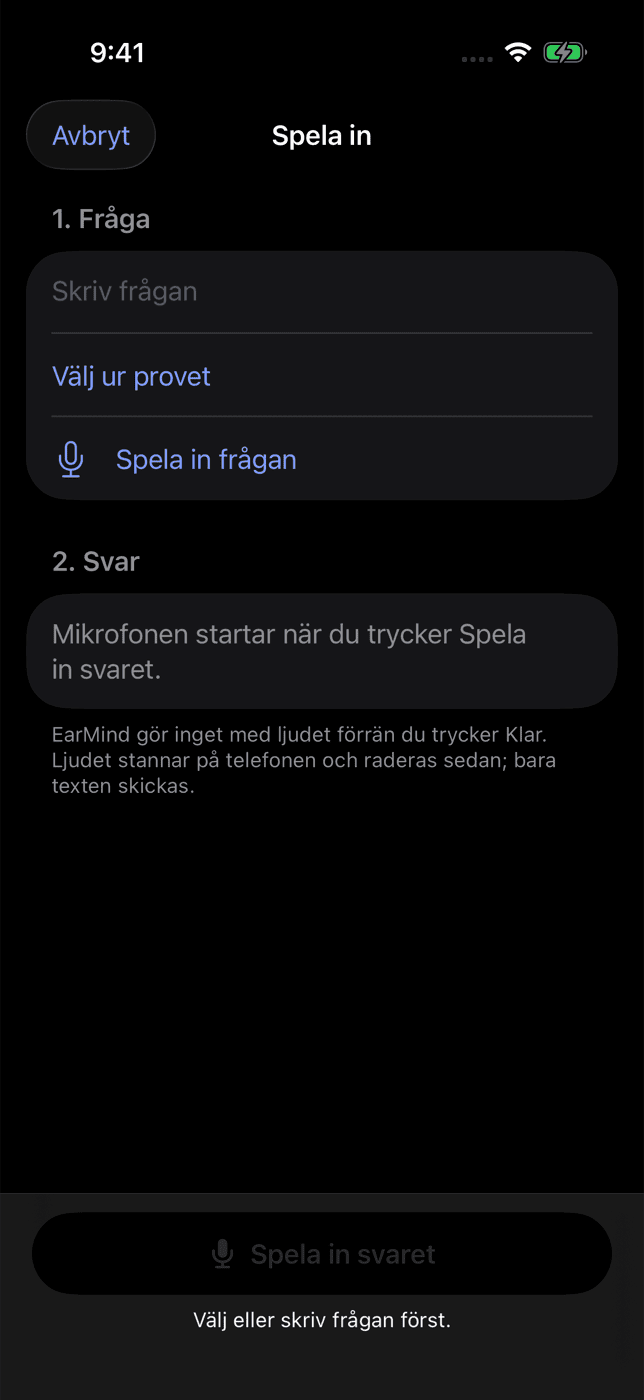 9:41
Avbryt
Spela in
1. Fråga
Skriv frågan
Välj ur provet
Spela in frågan
2. Svar
Mikrofonen startar när du trycker Spela
in svaret.
EarMind gör inget med ljudet förrän du trycker Klar.
Ljudet stannar på telefonen och raderas sedan; bara
texten skickas.
Spela in svaret
Välj eller skriv frågan först.